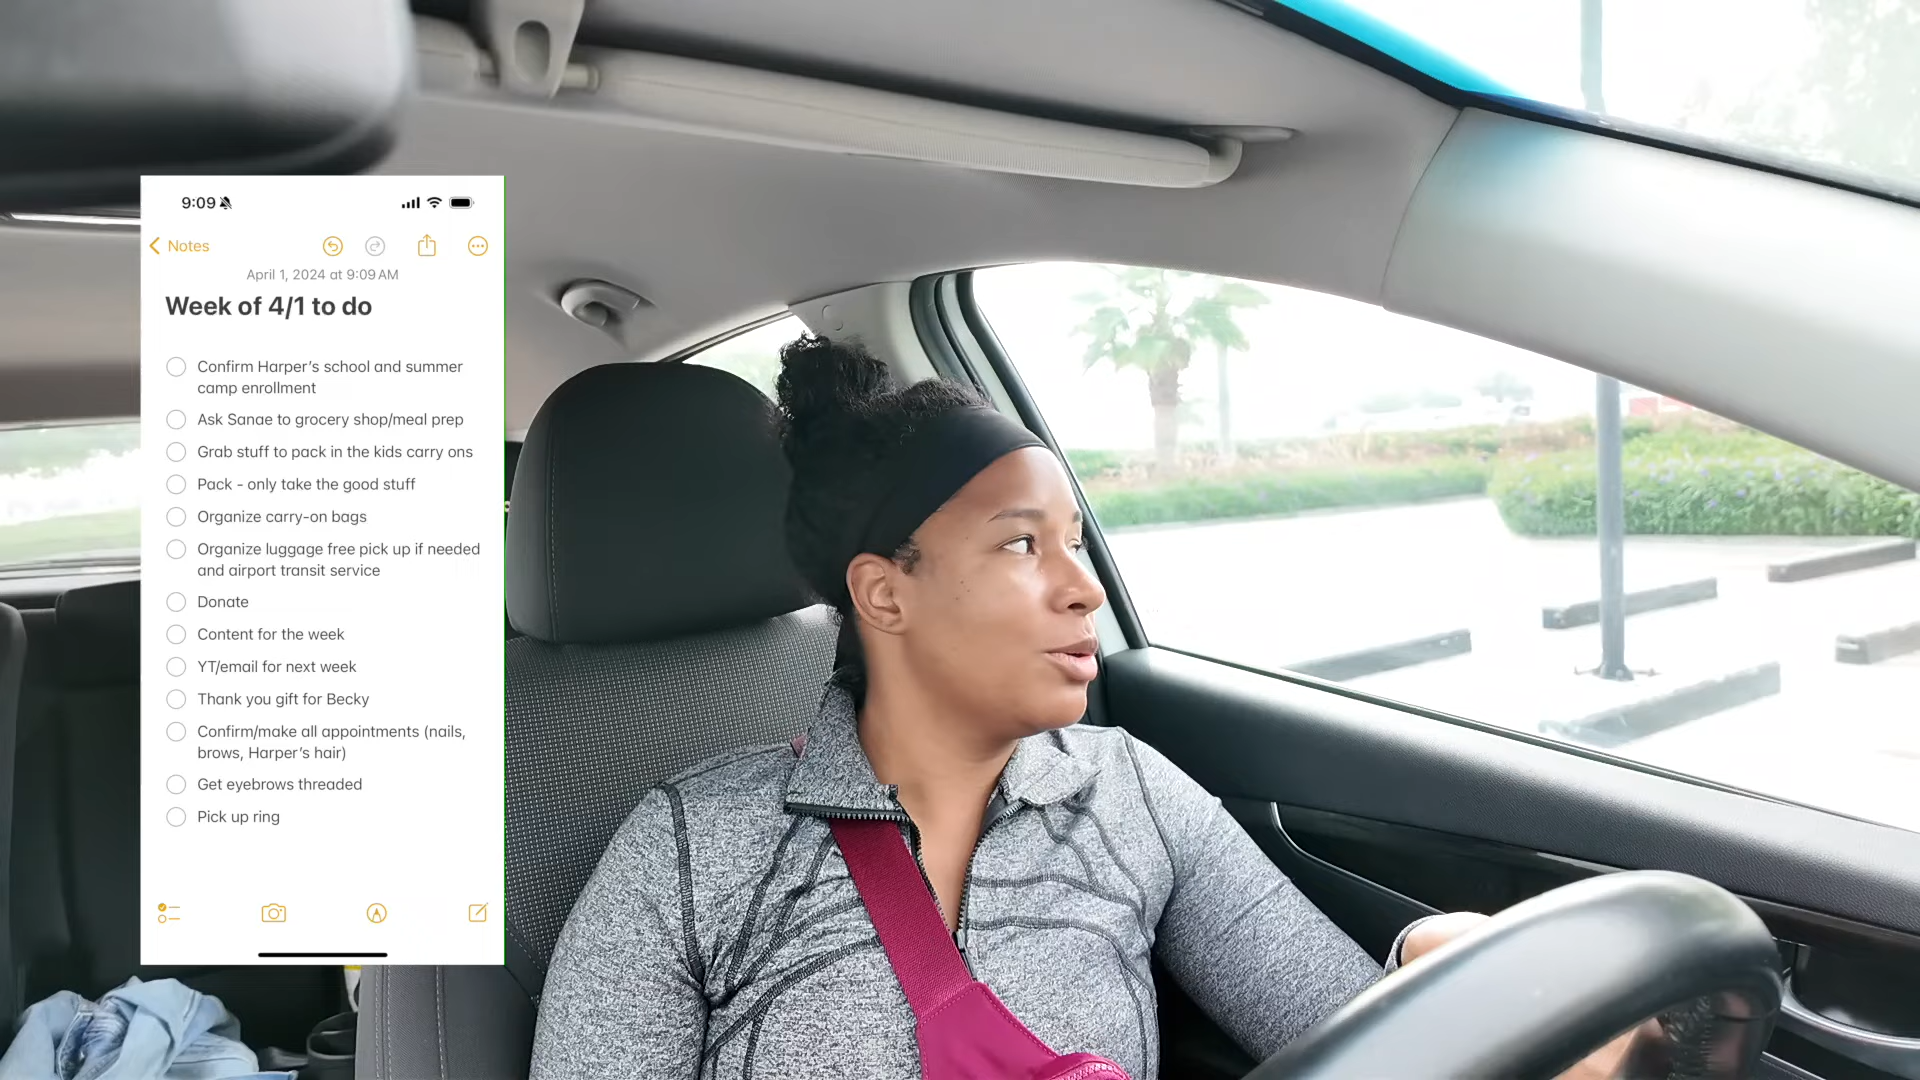 9:09
Notes
April 1, 2024 at 9:09 AM
Week of 4/1 to do
Confirm Harper's school and summer
camp enrollment
Ask Sanae to grocery shop/meal prep
Grab stuff to pack in the kids carry ons
Pack - only take the good stuff
Organize carry-on bags
Organize luggage free pick up if needed
and airport transit service
Donate
Content for the week
YT/email for next week
Thank you gift for Becky
Confirm/make all appointments (nails,
brows, Harper's hair)
Get eyebrows threaded
Pick up ring